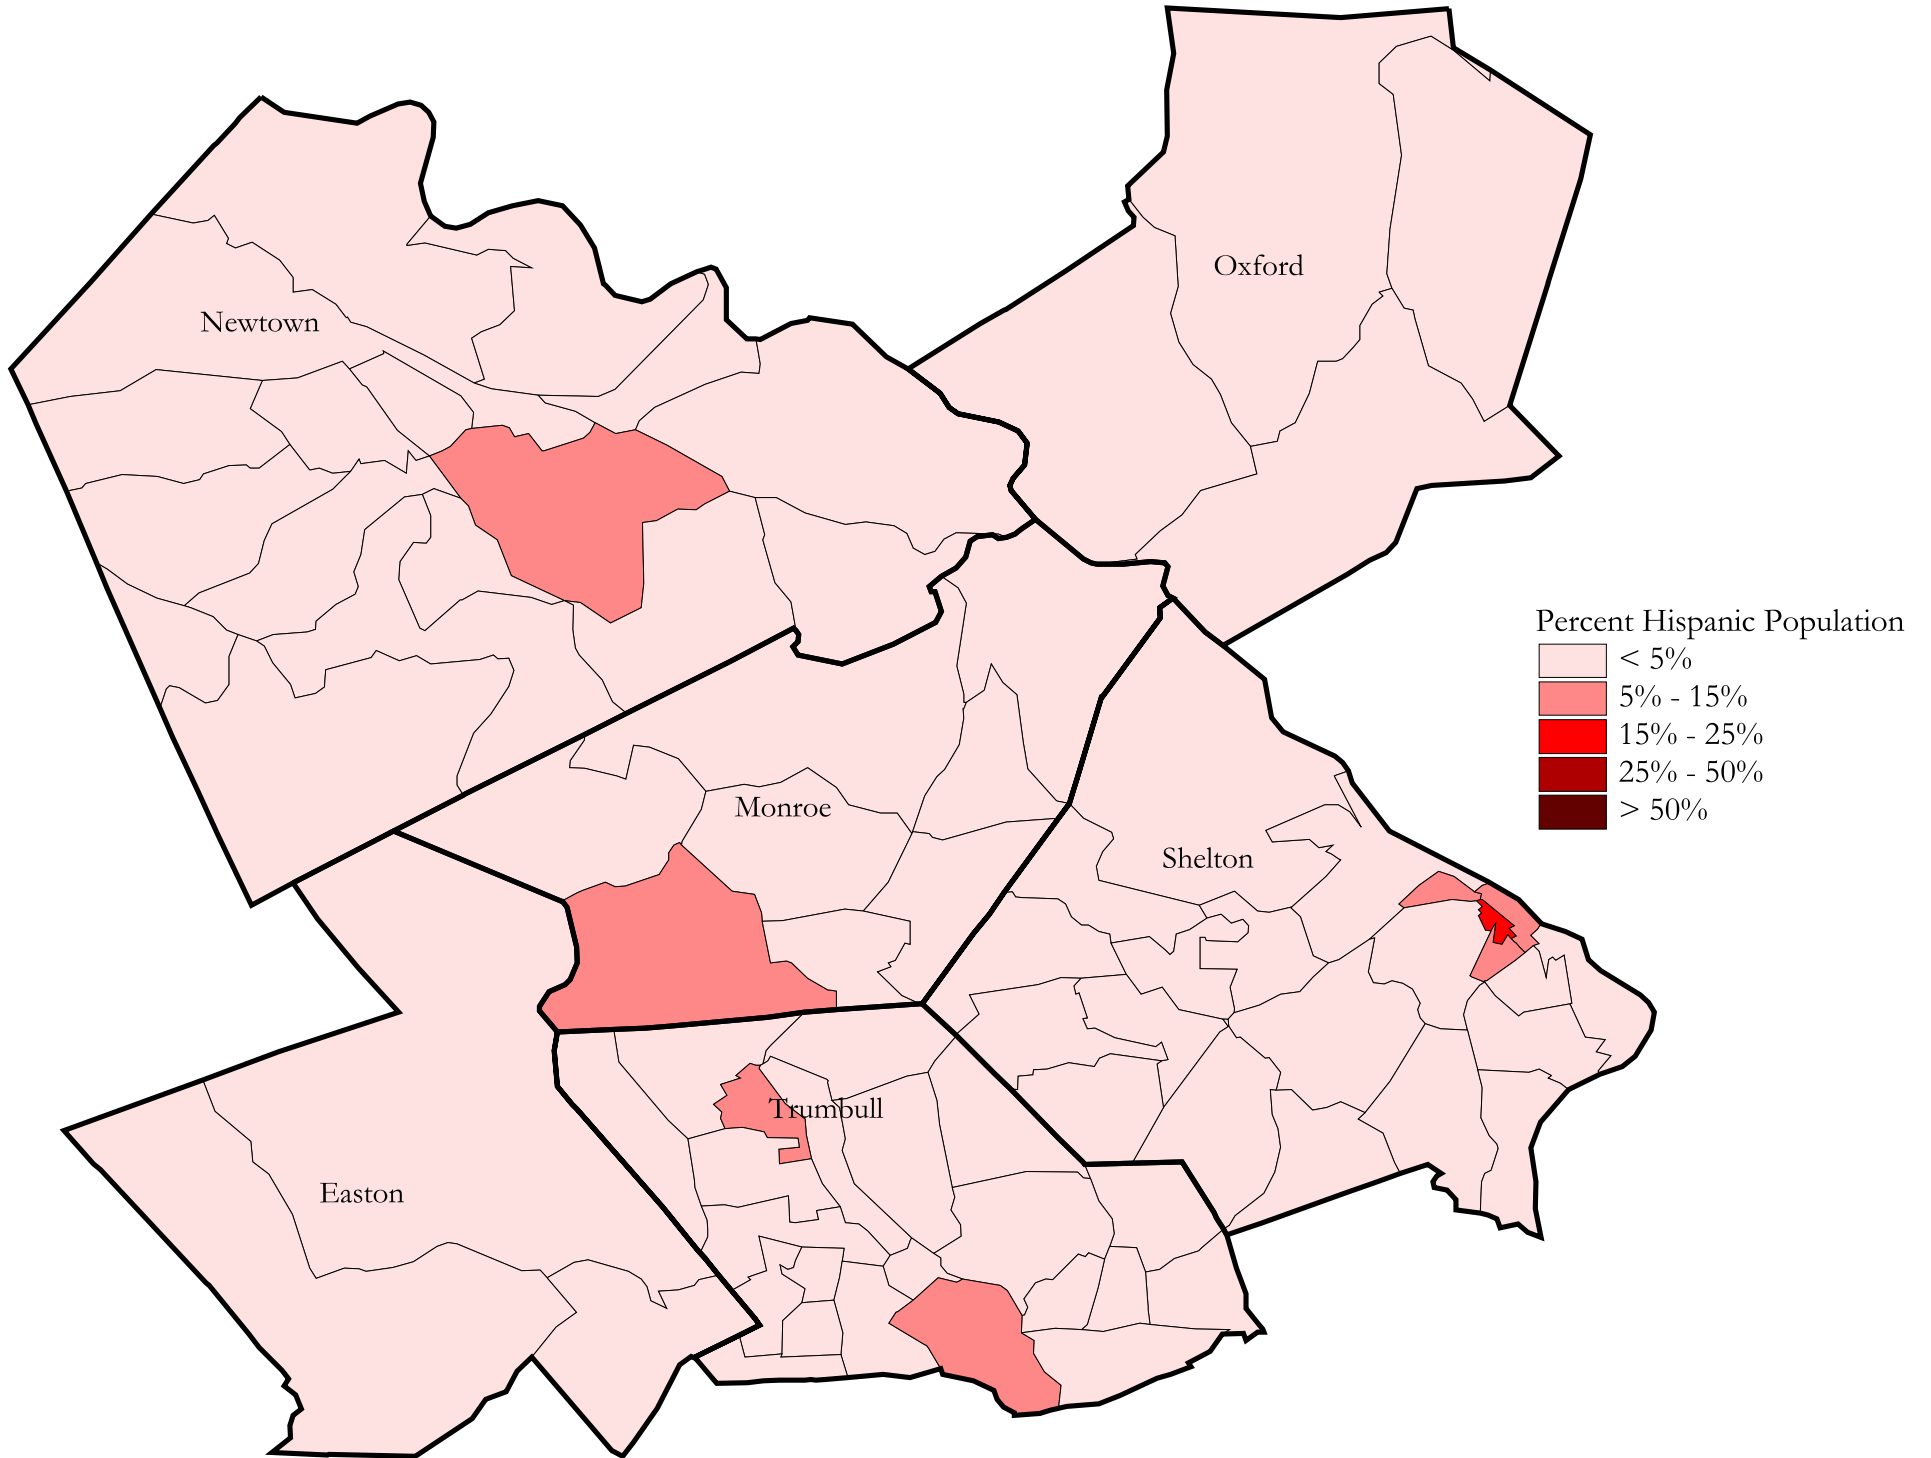 Oxford
Newtown
Percent Hispanic Population
< 5%
5% - 15%
15% - 25%
25% - 50%
> 50%
Monroe
Shelton
Trumbull
Easton